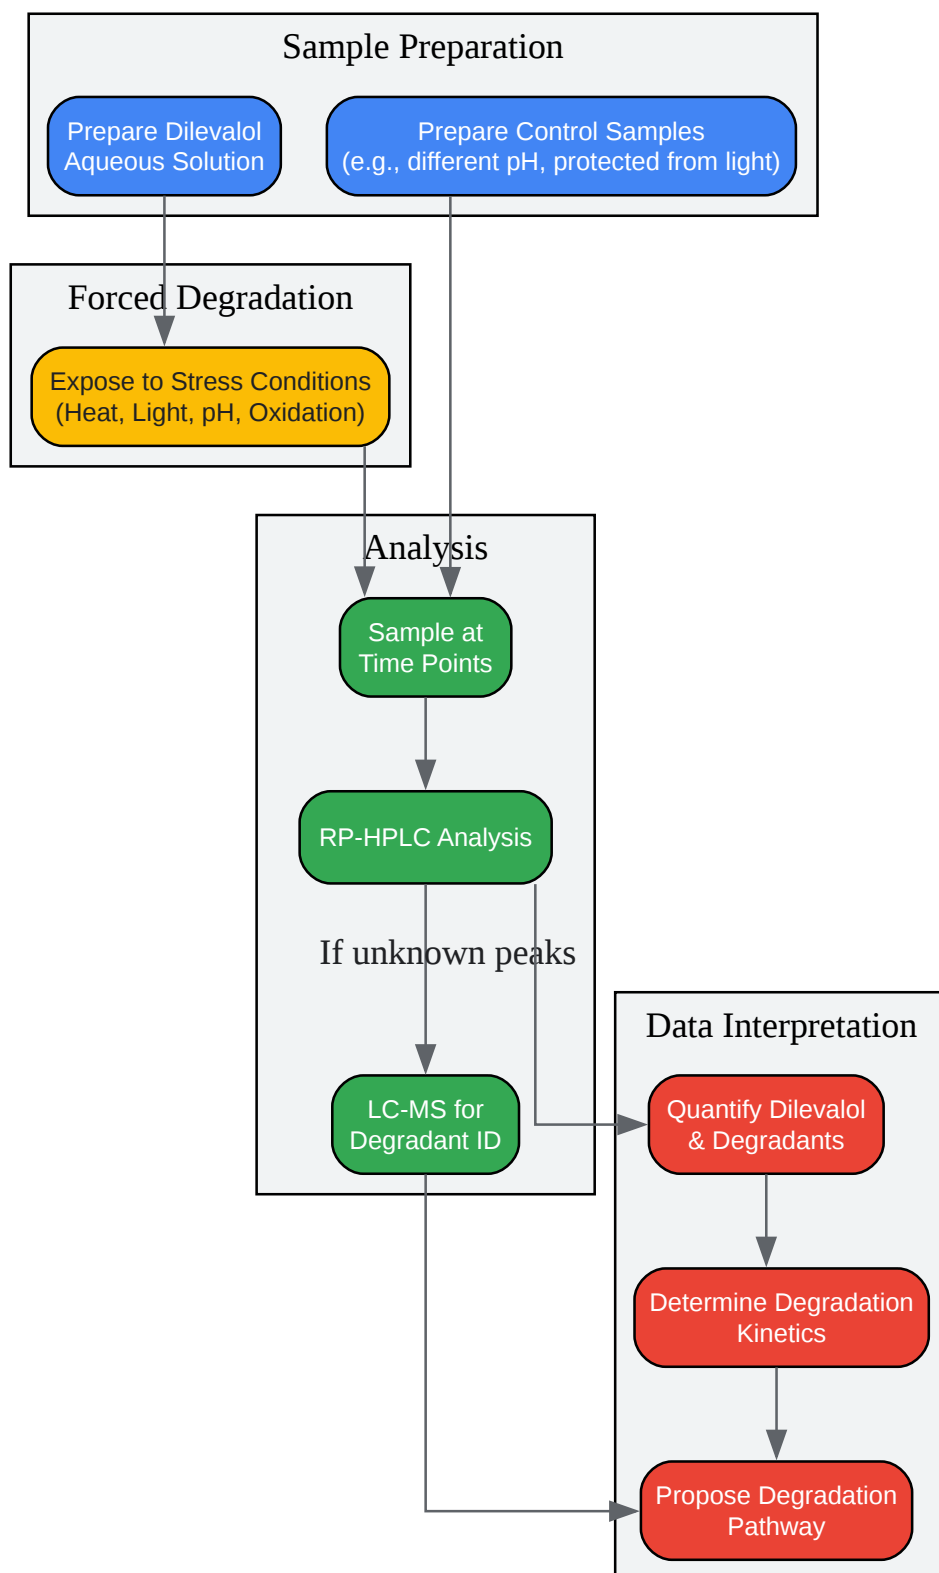 Sample Preparation
Prepare Dilevalol
Aqueous Solution
Prepare Control Samples
(e.g., different pH, protected from light)
Forced Degradation
Expose to Stress Conditions
(Heat, Light, pH, Oxidation)
Analysis
Sample at
Time Points
RP-HPLC Analysis
If unknown peaks
LC-MS for
Degradant ID
Data Interpretation
Quantify Dilevalol
& Degradants
Determine Degradation
Kinetics
Propose Degradation
Pathway